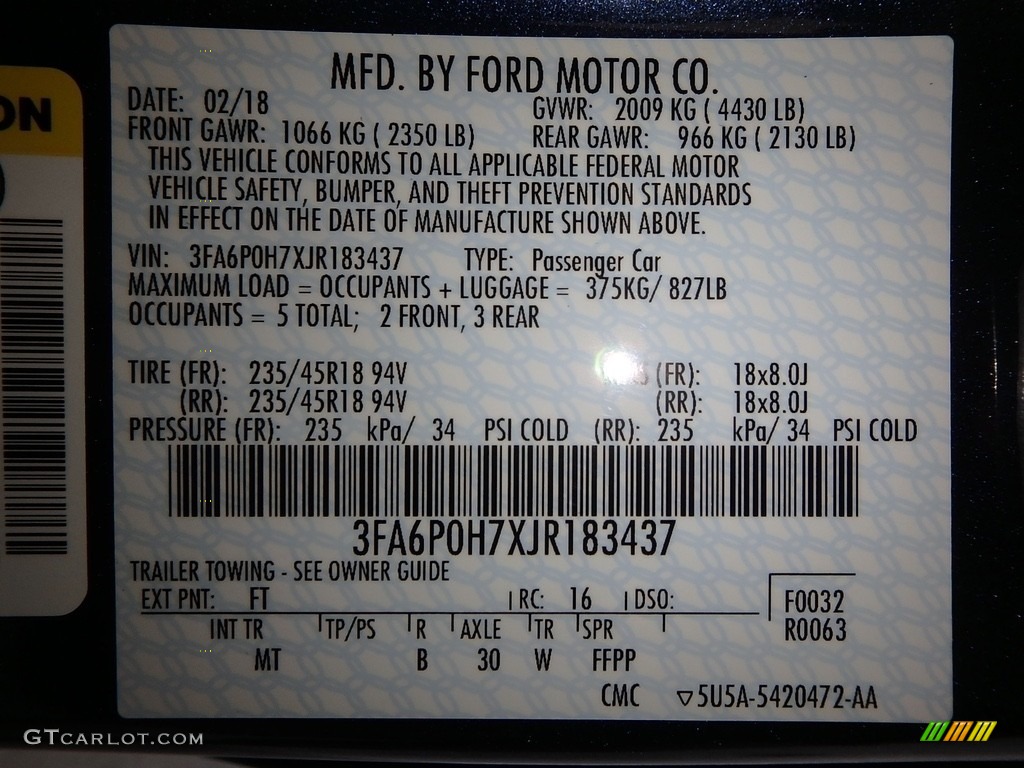 ON
MFD. BY FORD MOTOR CO.
DATE: 02/18 GVWR: 2009 KG ( 4430 LB)
FRONT GAWR: 1066 KG ( 2350 LB) REAR GAWR: 966 KG ( 2130 LB)
THIS VEHICLE CONFORMS TO ALL APPLICABLE FEDERAL MOTOR
VEHICLE SAFETY, BUMPER, AND THEFT PREVENTION STANDARDS
IN EFFECT ON THE DATE OF MANUFACTURE SHOWN ABOVE.
VIN: 3FA6P0H7XJR183437 TYPE: Passenger Car
MAXIMUM LOAD = OCCUPANTS + LUGGAGE = 375KG/ 827LB
OCCUPANTS = 5 TOTAL; 2 FRONT, 3 REAR
TIRE (FR): 235/45R18 94V (FR): 18x8.0J
(RR): 235/45R18 94V (RR): 18x8.0J
PRESSURE (FR): 235 kPa/ 34 PSI COLD (RR): 235 kPa/ 34 PSI COLD
3FA6P0H7XJR183437
TRAILER TOWING - SEE OWNER GUIDE
EXT PNT: FT RC: 16 DSO: F0032
INT TR TP/PS R AXLE TR SPR R0063
MT B 30 W FFPP
CMC ▽5U5A-5420472-AA
GTCARLOT.COM